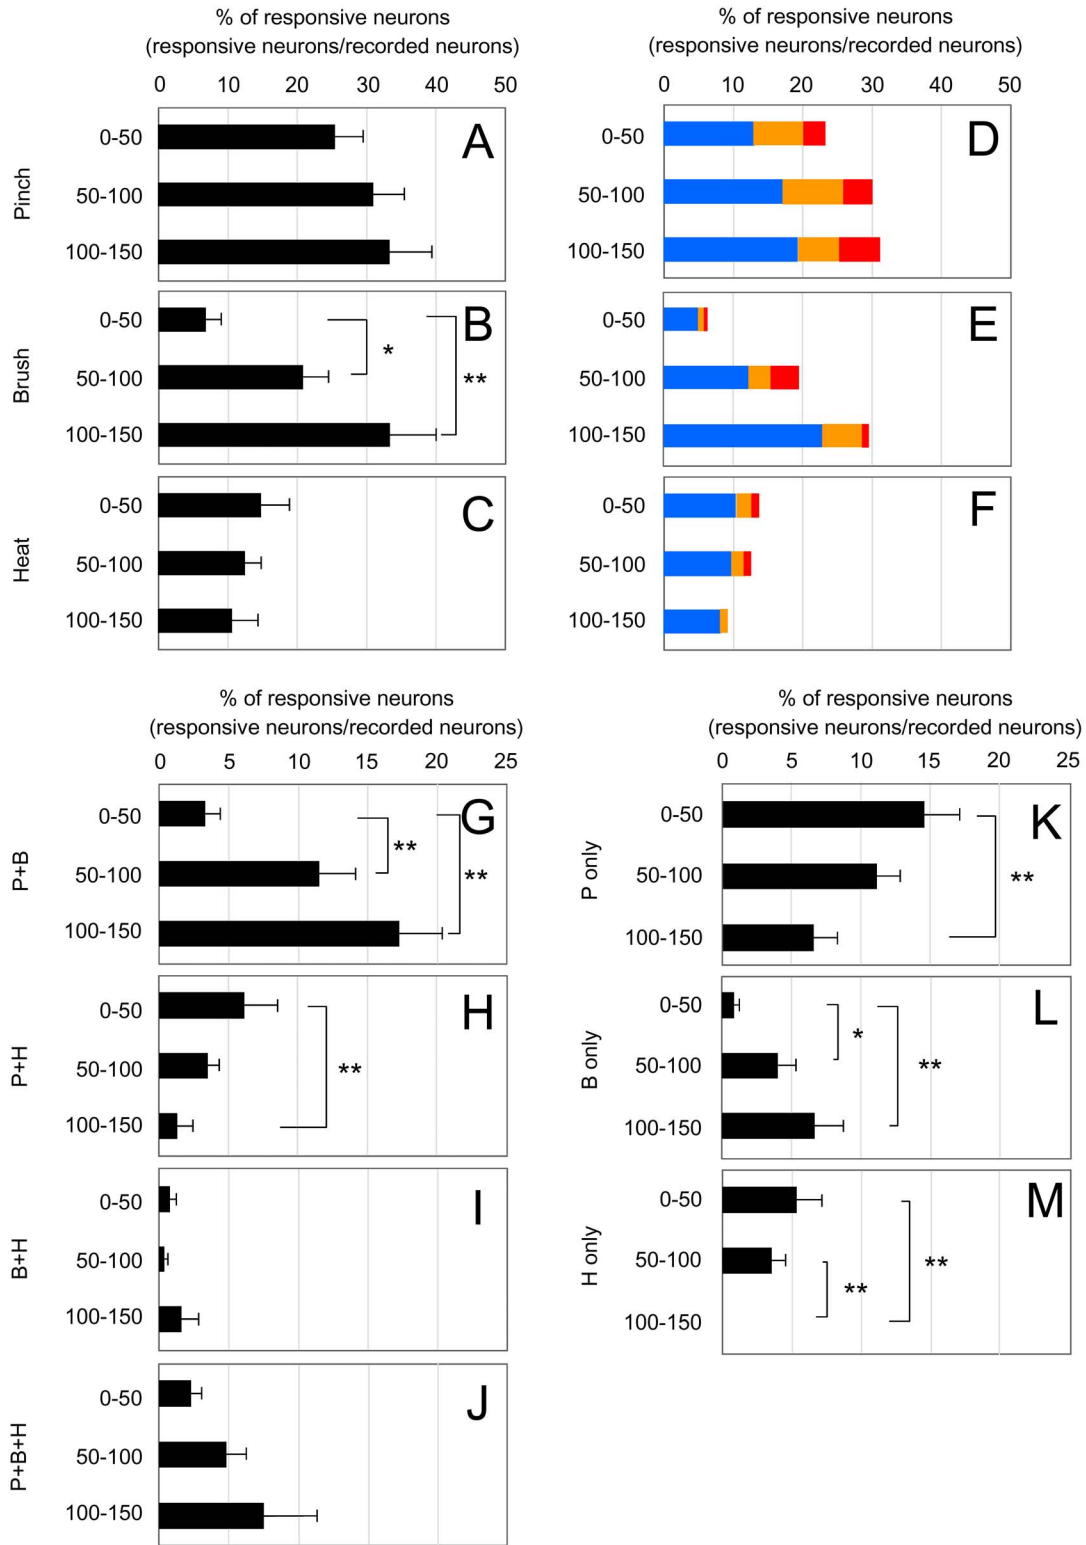 % of responsive neurons
(responsive neurons/recorded neurons)
0 10 20 30 40 50
Pinch
0-50
50-100
100-150
A
Brush
0-50
50-100
100-150
B
*
**
Heat
0-50
50-100
100-150
C
% of responsive neurons
(responsive neurons/recorded neurons)
0 10 20 30 40 50
0-50
50-100
100-150
D
0-50
50-100
100-150
E
0-50
50-100
100-150
F
% of responsive neurons
(responsive neurons/recorded neurons)
0 5 10 15 20 25
P+B
0-50
50-100
100-150
G
**
**
P+H
0-50
50-100
100-150
H
**
B+H
0-50
50-100
100-150
I
P+B+H
0-50
50-100
100-150
J
% of responsive neurons
(responsive neurons/recorded neurons)
0 5 10 15 20 25
P only
0-50
50-100
100-150
K
**
B only
0-50
50-100
100-150
L
*
**
H only
0-50
50-100
100-150
M
**
**